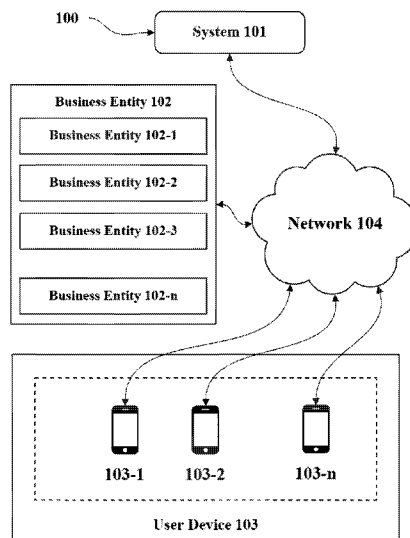 100
System 101
Business Entity 102
Business Entity 102-1
Business Entity 102-2
Business Entity 102-3
Business Entity 102-n
Network 104
103-1 103-2 103-n
User Device 103